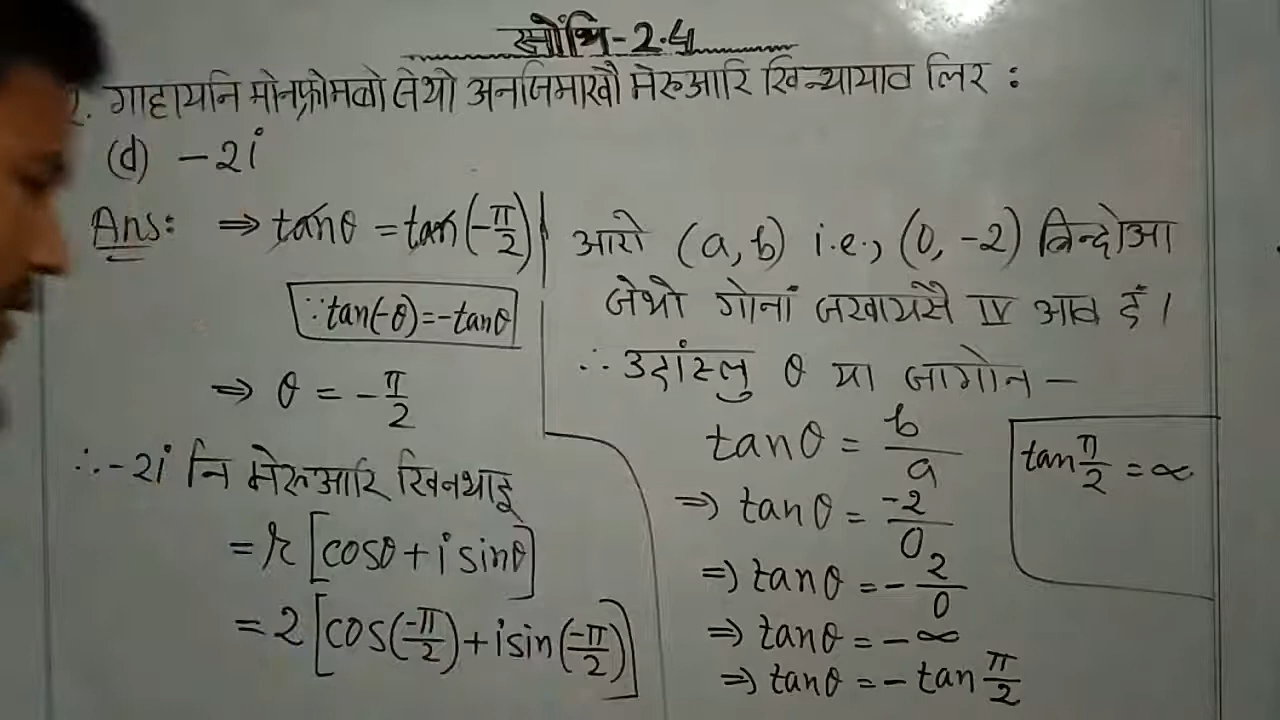 सोंथि-2.4
गाहायनि मोनफ्रोमबो लेथो अनजिमाखौ मेरुआरि खिन्थायाव लिर :
(d) -2i
Ans: ⇒ tanθ = tan(-π/2)
∵ tan(-θ) = -tanθ
⇒ θ = -π/2
∴ -2i नि मेरुआरि खिनथाइ
= r [cosθ + i sinθ]
= 2 [cos(-π/2) + i sin(-π/2)]
आरो (a, b) i.e., (0, -2) बिन्दोआ
जेथो गोनां जखायसै IV आव दं।
∴ उदांस्लु θ या जागोन –
tanθ = b/a
⇒ tanθ = -2/0
⇒ tanθ = - 2/0
⇒ tanθ = - ∞
⇒ tanθ = - tan π/2
tan π/2 = ∞